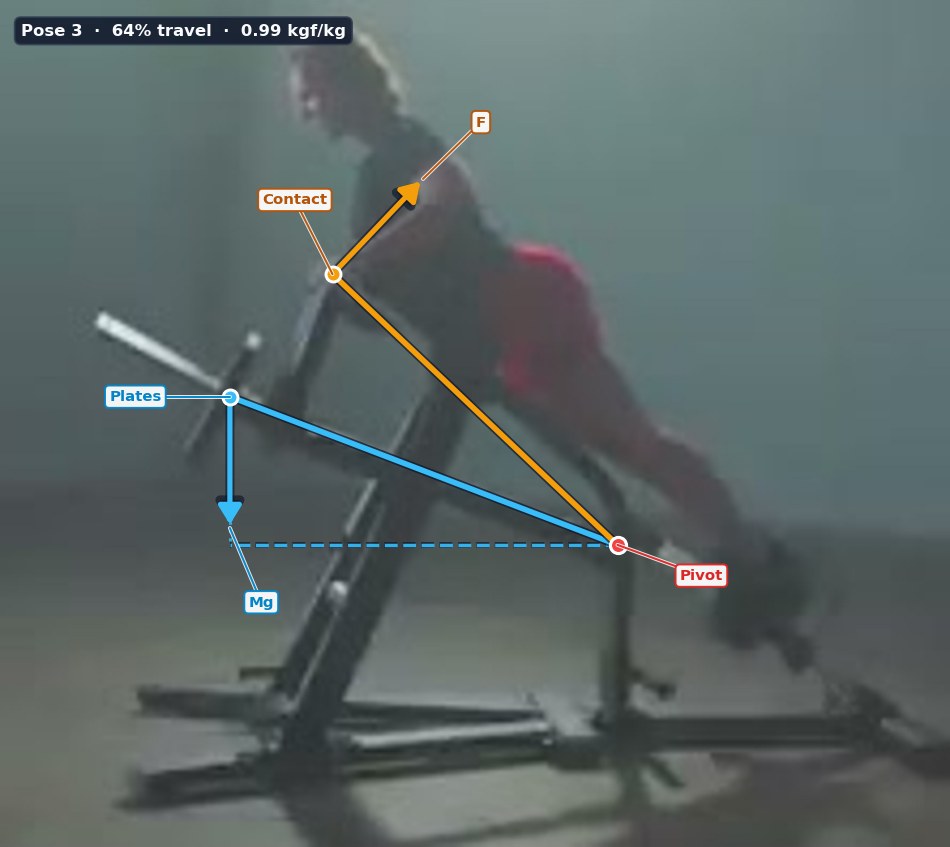 Pose 3 · 64% travel · 0.99 kgf/kg
F
Contact
Plates
Pivot
Mg